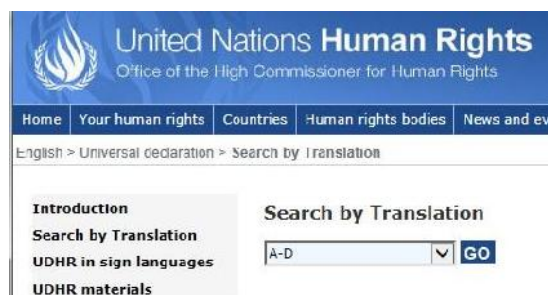 United Nations Human Rights
Office of the High Commissioner for Human Rights
Home Your human rights Countries Human rights bodies News and ev
English > Universal declaration > Search by Translation
Introduction
Search by Translation
UDHR in sign languages
UDHR materials
Search by Translation
A-D GO